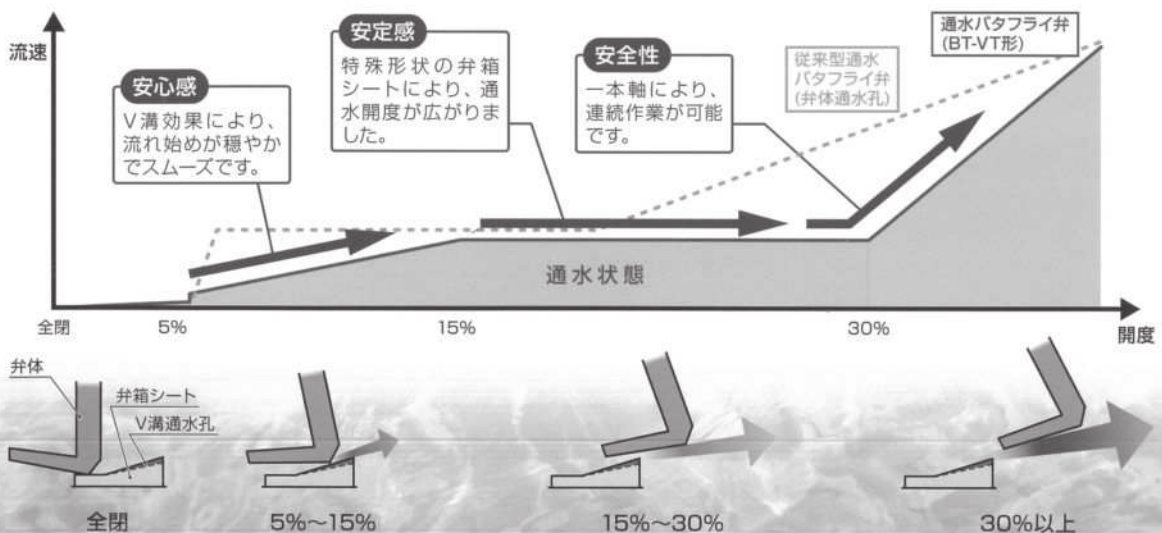 流速
安心感
V溝効果により、
流れ始めが穏やか
でスムーズです。
安定感
特殊形状の弁箱
シートにより、通
水開度が広がりま
した。
安全性
一本軸により、
連続作業が可能
です。
従来型通水
バタフライ弁
(弁体通水孔)
通水バタフライ弁
(BT-VT形)
通水状態
全閉
5%
15%
30%
開度
弁体
弁箱シート
V溝通水孔
全閉
5%~15%
15%~30%
30%以上